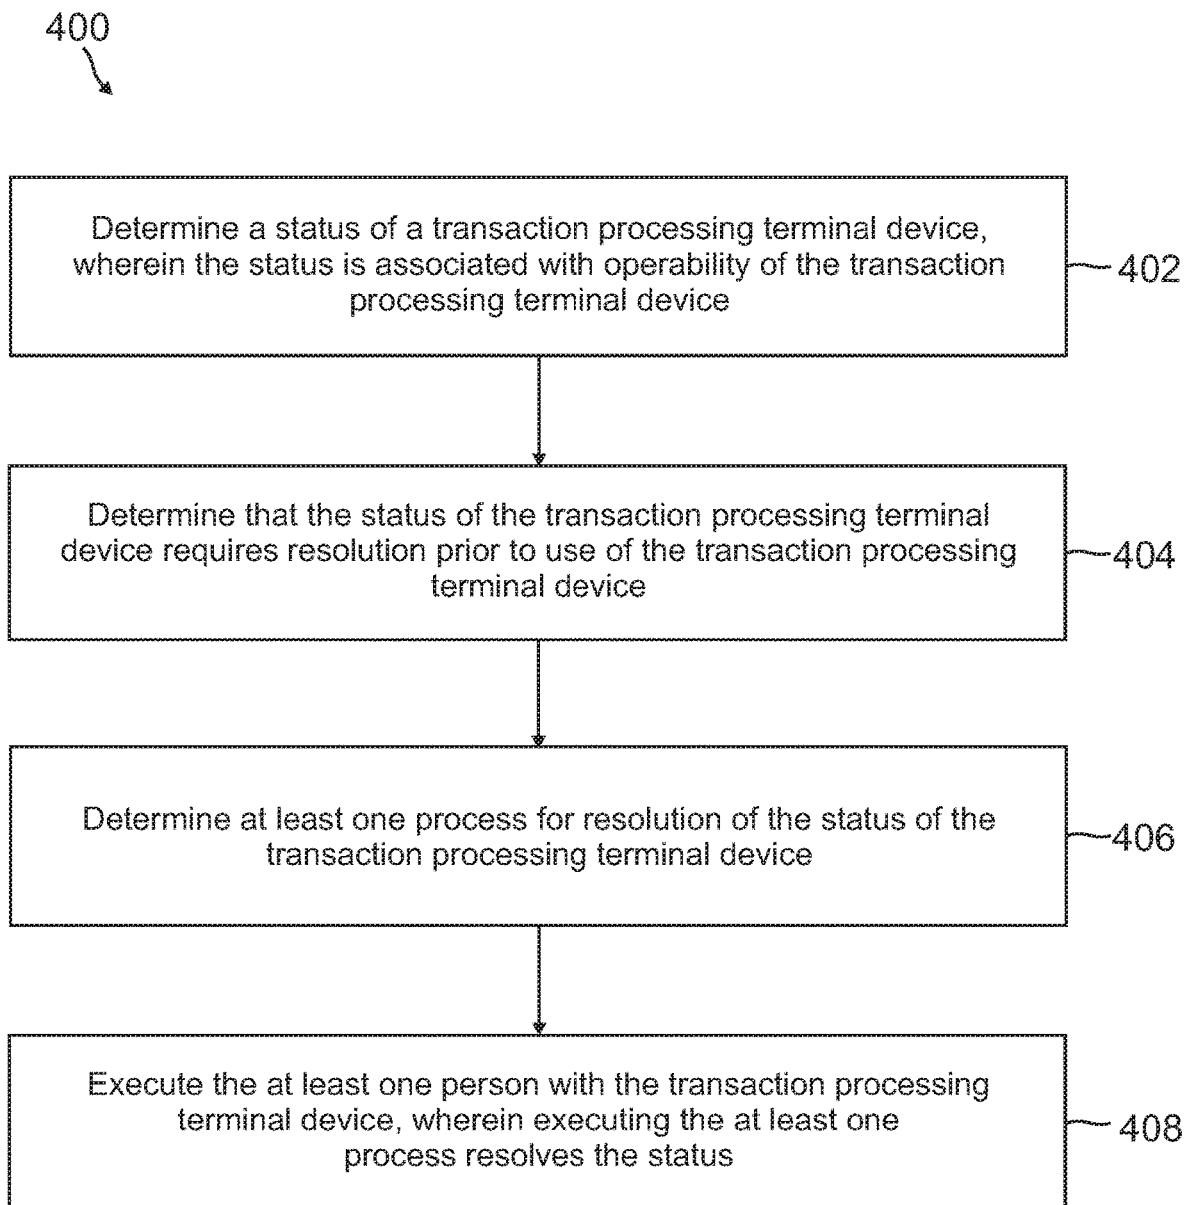 400
Determine a status of a transaction processing terminal device,
wherein the status is associated with operability of the transaction
processing terminal device
402
Determine that the status of the transaction processing terminal
device requires resolution prior to use of the transaction processing
terminal device
404
Determine at least one process for resolution of the status of the
transaction processing terminal device
406
Execute the at least one person with the transaction processing
terminal device, wherein executing the at least one
process resolves the status
408